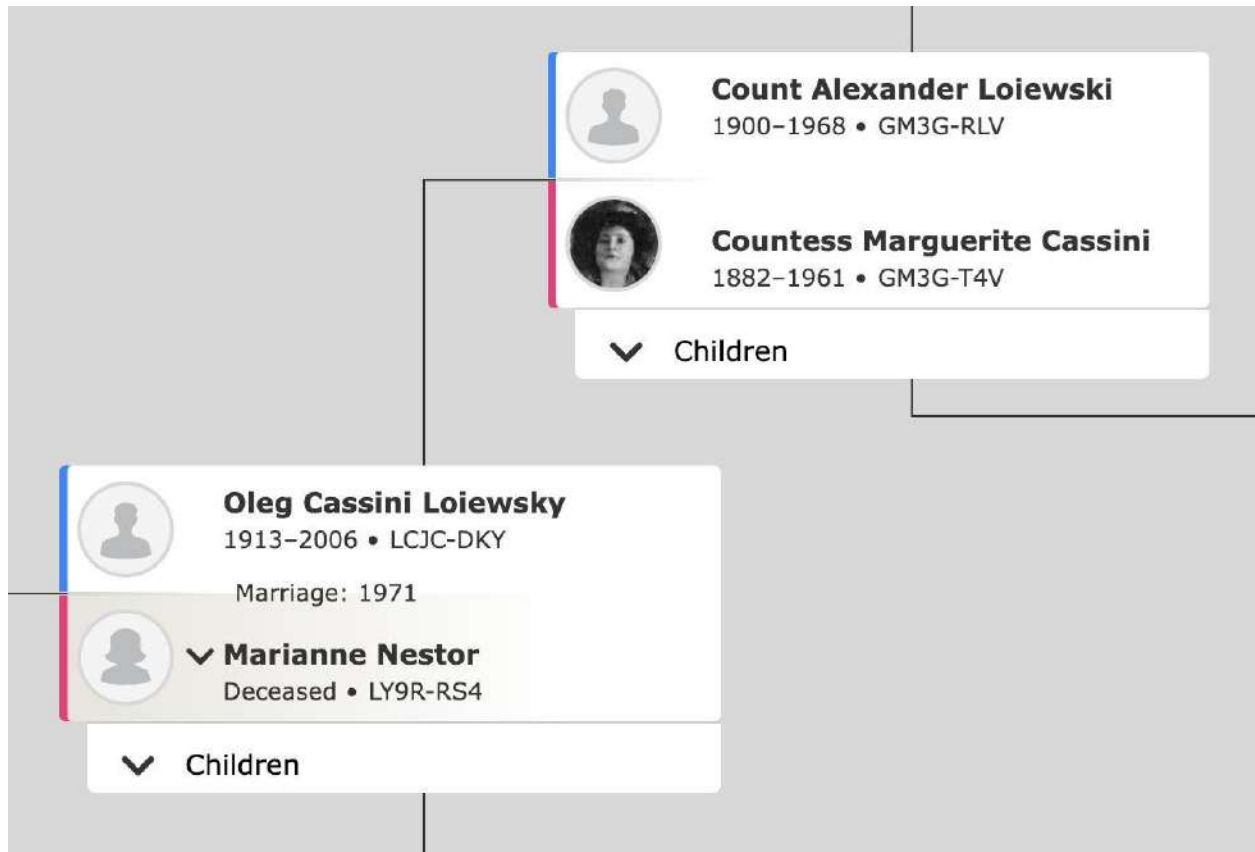 Count Alexander Loiewski
1900–1968 • GM3G-RLV
Countess Marguerite Cassini
1882–1961 • GM3G-T4V
Children
Oleg Cassini Loiewsky
1913–2006 • LCJC-DKY
Marriage: 1971
Marianne Nestor
Deceased • LY9R-RS4
Children